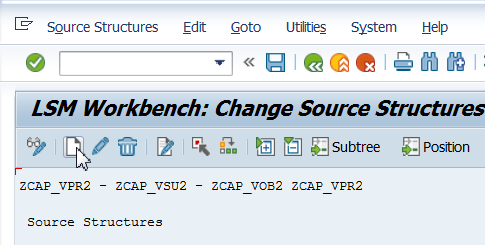 Source Structures Edit Goto Utilities System Help
LSM Workbench: Change Source Structures
Subtree Position
ZCAP_VPR2 - ZCAP_VSU2 - ZCAP_VOB2 ZCAP_VPR2
Source Structures